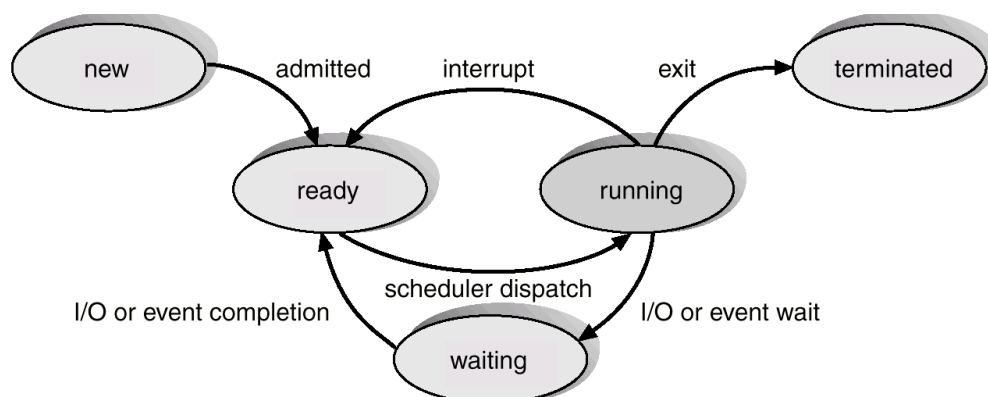 new
admitted
interrupt
exit
terminated
ready
running
scheduler dispatch
I/O or event completion
I/O or event wait
waiting